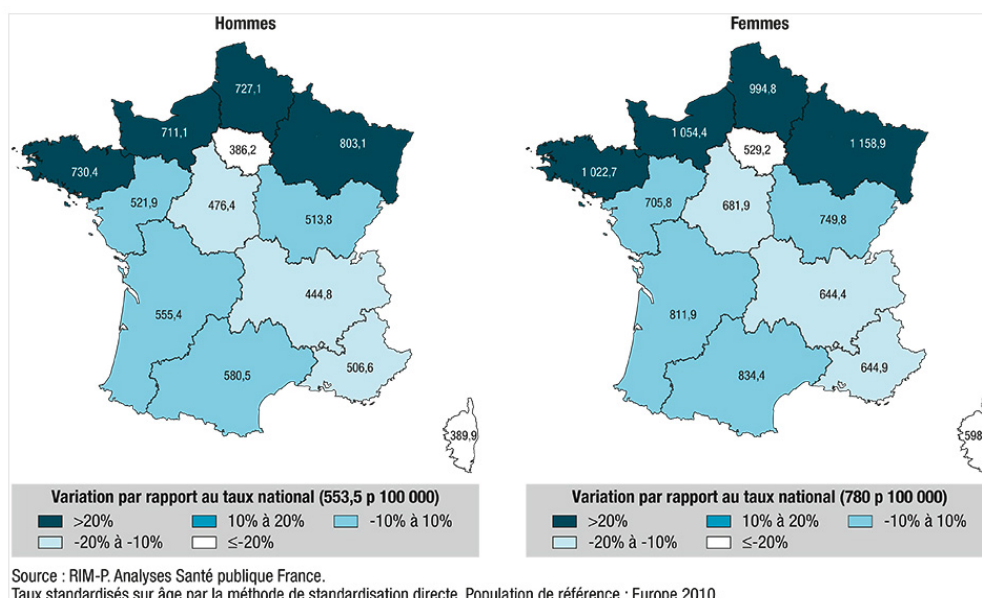 Hommes
727,1
711,1
386,2
803,1
730,4
521,9
476,4
513,8
444,8
555,4
506,6
580,5
389,9
Variation par rapport au taux national (553,5 p 100 000)
>20% 10% à 20% -10% à 10%
-20% à -10% ≤-20%
Femmes
994,8
1 054,4
529,2
1 158,9
1 022,7
705,8
681,9
749,8
644,4
811,9
644,9
834,4
598
Variation par rapport au taux national (780 p 100 000)
>20% 10% à 20% -10% à 10%
-20% à -10% ≤-20%
Source : RIM-P. Analyses Santé publique France.
Taux standardisés sur âge par la méthode de standardisation directe. Population de référence : Europe 2010